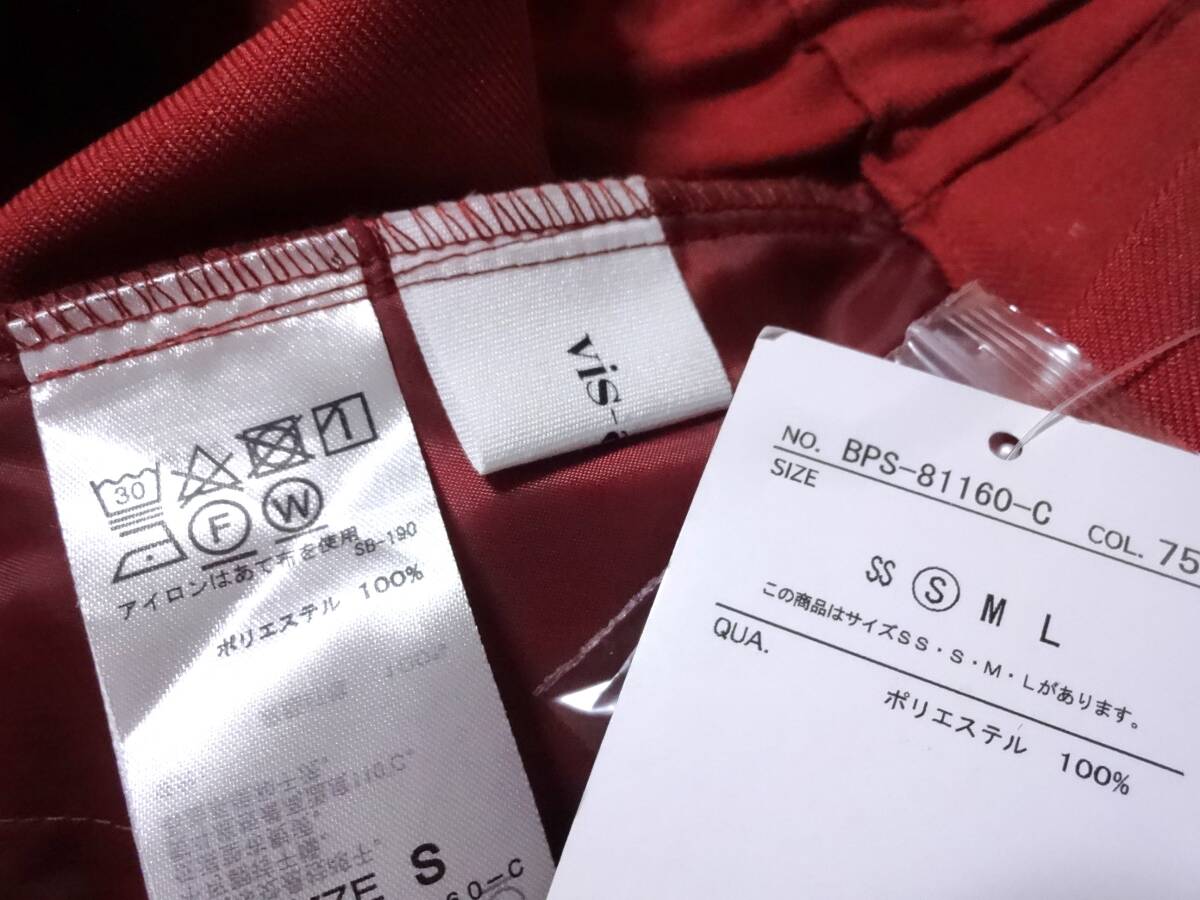 30
F W
アイロンはあて布を使用
SB-190
ポリエステル 100%
SIZE S
60-C
vis-
NO. BPS-81160-C COL. 75
SIZE
SS S M L
この商品はサイズSS・S・M・Lがあります。
QUA.
ポリエステル 100%